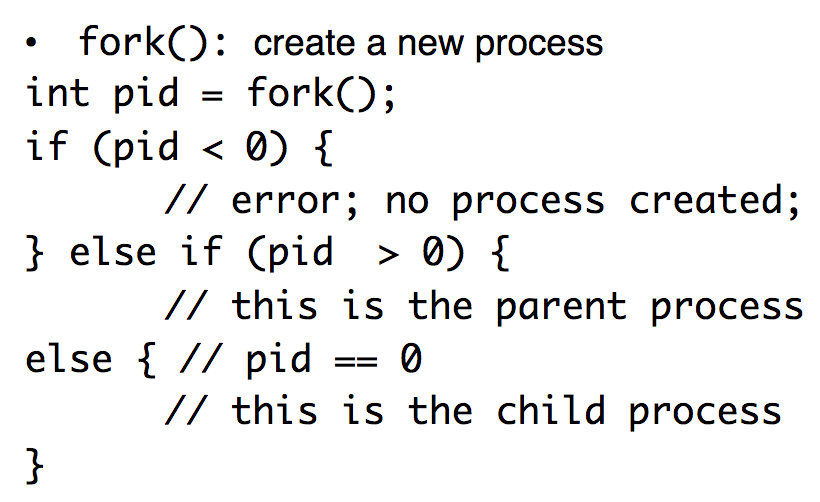 • fork(): create a new process
int pid = fork();
if (pid < 0) {
// error; no process created;
} else if (pid  > 0) {
// this is the parent process
else { // pid == 0
// this is the child process
}